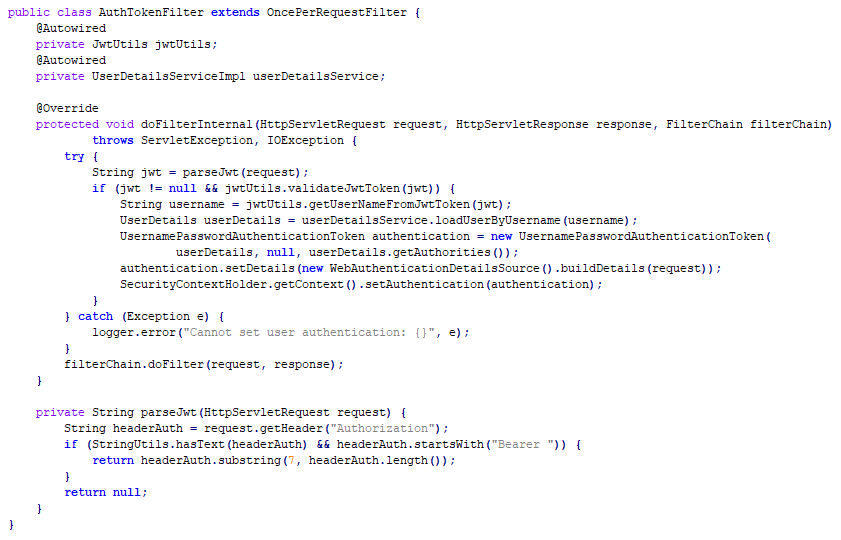 public class AuthTokenFilter extends OncePerRequestFilter {
    @Autowired
    private JwtUtils jwtUtils;
    @Autowired
    private UserDetailsServiceImpl userDetailsService;

    @Override
    protected void doFilterInternal(HttpServletRequest request, HttpServletResponse response, FilterChain filterChain)
            throws ServletException, IOException {
        try {
            String jwt = parseJwt(request);
            if (jwt != null && jwtUtils.validateJwtToken(jwt)) {
                String username = jwtUtils.getUserNameFromJwtToken(jwt);
                UserDetails userDetails = userDetailsService.loadUserByUsername(username);
                UsernamePasswordAuthenticationToken authentication = new UsernamePasswordAuthenticationToken(
                        userDetails, null, userDetails.getAuthorities());
                authentication.setDetails(new WebAuthenticationDetailsSource().buildDetails(request));
                SecurityContextHolder.getContext().setAuthentication(authentication);
            }
        } catch (Exception e) {
            logger.error("Cannot set user authentication: {}", e);
        }
        filterChain.doFilter(request, response);
    }

    private String parseJwt(HttpServletRequest request) {
        String headerAuth = request.getHeader("Authorization");
        if (StringUtils.hasText(headerAuth) && headerAuth.startsWith("Bearer ")) {
            return headerAuth.substring(7, headerAuth.length());
        }
        return null;
    }
}